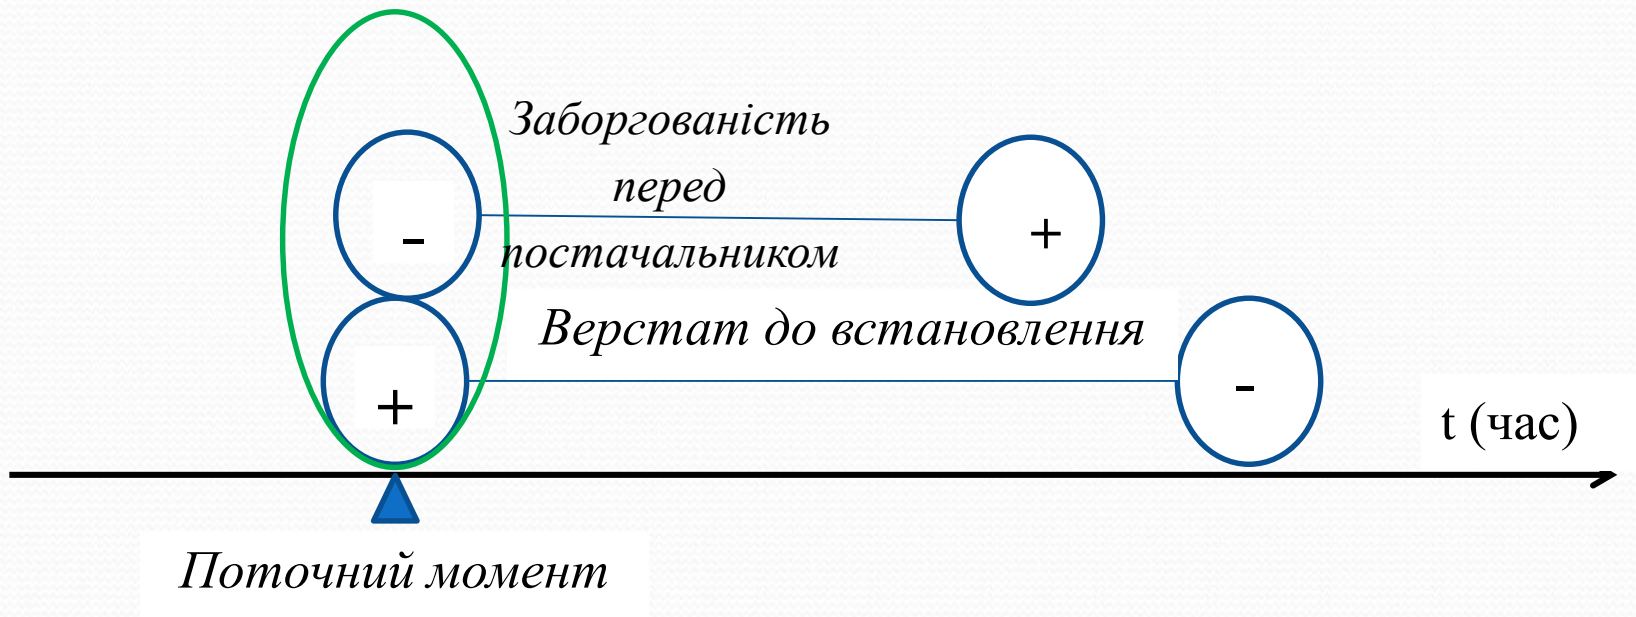 Заборгованість
перед
- +
постачальником
Верстат до встановлення
+ -
t (час)
Поточний момент